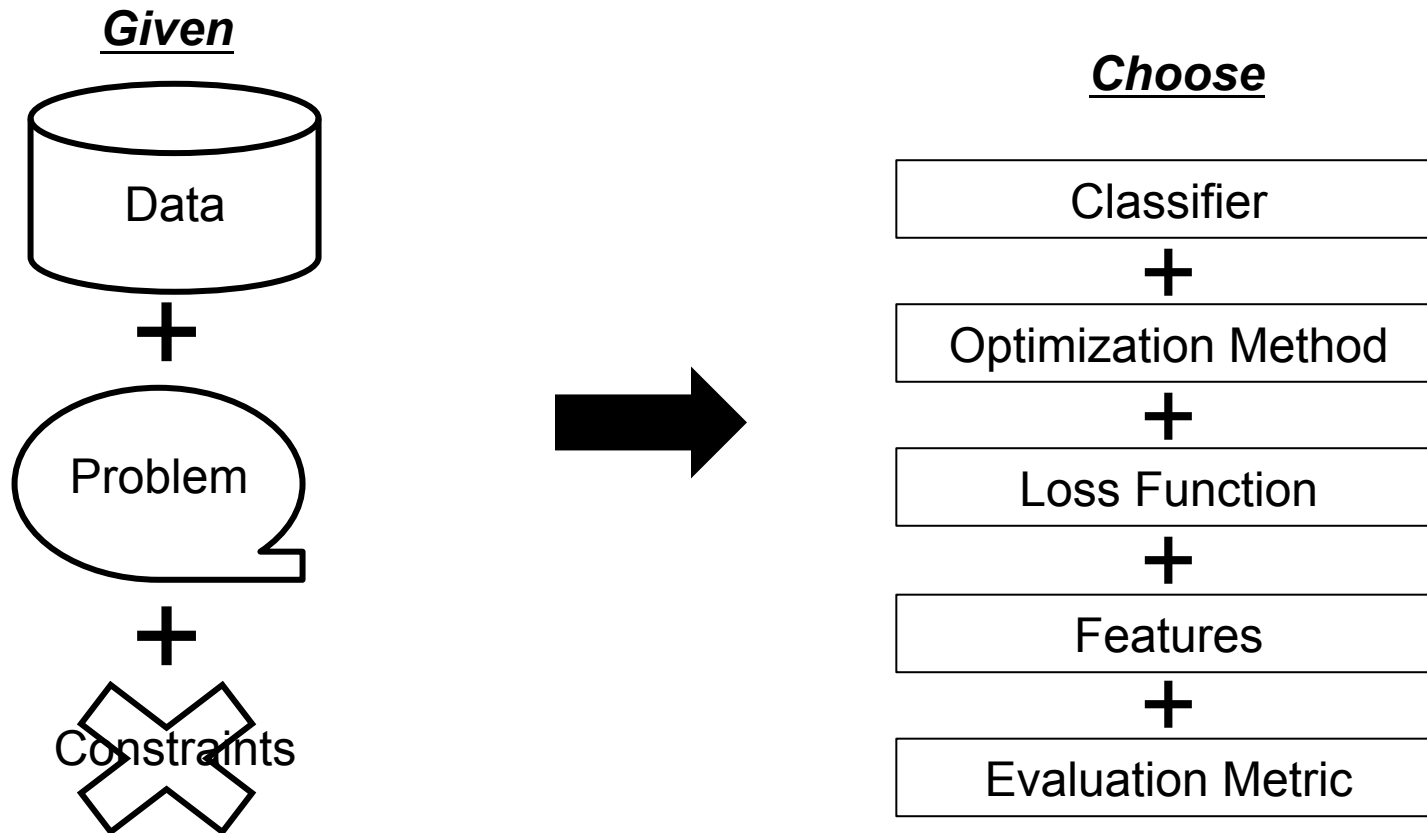 Given
Data
+
Problem
+
Constraints
Choose
Classifier
+
Optimization Method
+
Loss Function
+
Features
+
Evaluation Metric